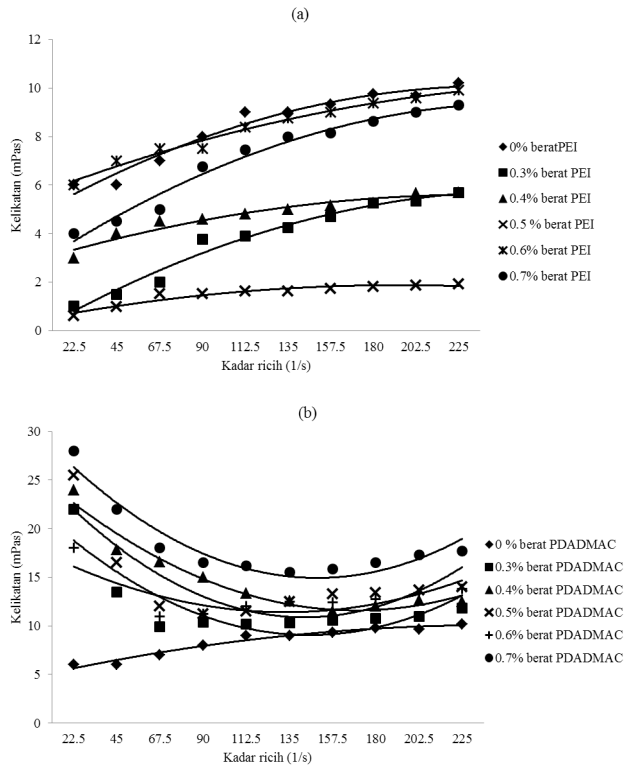 (a)
12
10
8
6
4
2
0
Kelikatan (mPas)
22.5 45 67.5 90 112.5 135 157.5 180 202.5 225
Kadar ricih (1/s)
0% beratPEI
0.3% berat PEI
0.4% berat PEI
0.5 % berat PEI
0.6% berat PEI
0.7% berat PEI
(b)
30
25
20
15
10
5
0
Kelikatan (mPas)
22.5 45 67.5 90 112.5 135 157.5 180 202.5 225
Kadar ricih (1/s)
0 % berat PDADMAC
0.3% berat PDADMAC
0.4% berat PDADMAC
0.5% berat PDADMAC
0.6% berat PDADMAC
0.7% berat PDADMAC